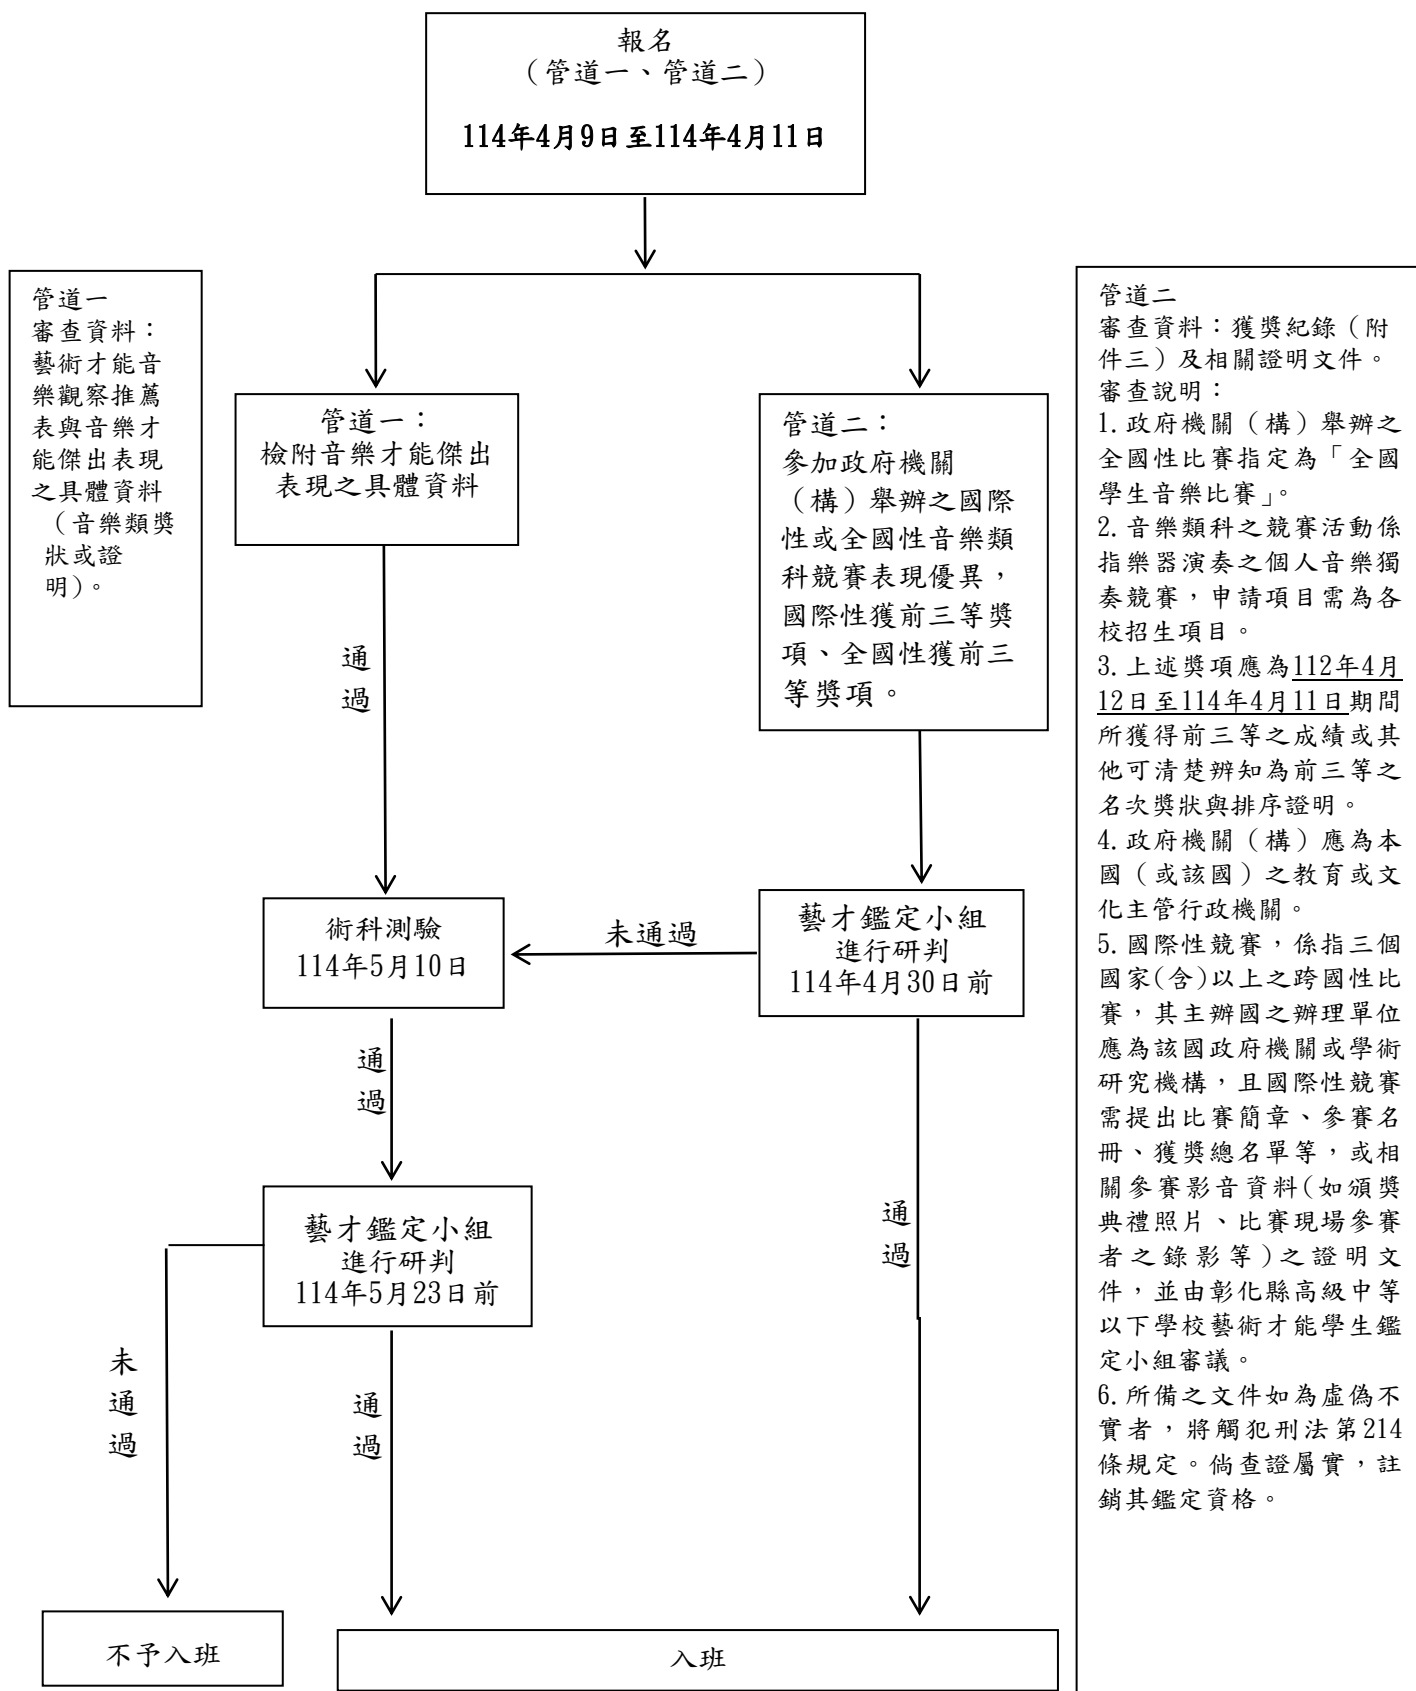 報名
（管道一、管道二）
114年4月9日至114年4月11日
管道一
審查資料：
藝術才能音
樂觀察推薦
表與音樂才
能傑出表現
之具體資料
（音樂類獎
狀或證
明）。
管道一：
檢附音樂才能傑出
表現之具體資料
管道二：
參加政府機關
（構）舉辦之國際
性或全國性音樂類
科競賽表現優異，
國際性獲前三等獎
項、全國性獲前三
等獎項。
管道二
審查資料：獲獎紀錄（附
件三）及相關證明文件。
審查說明：
1.政府機關（構）舉辦之
全國性比賽指定為「全國
學生音樂比賽」。
2.音樂類科之競賽活動係
指樂器演奏之個人音樂獨
奏競賽，申請項目需為各
校招生項目。
3.上述獎項應為112年4月
12日至114年4月11日期間
所獲得前三等之成績或其
他可清楚辨知為前三等之
名次獎狀與排序證明。
4.政府機關（構）應為本
國（或該國）之教育或文
化主管行政機關。
5.國際性競賽，係指三個
國家(含)以上之跨國性比
賽，其主辦國之辦理單位
應為該國政府機關或學術
研究機構，且國際性競賽
需提出比賽簡章、參賽名
冊、獲獎總名單等，或相
關參賽影音資料(如頒獎
典禮照片、比賽現場參賽
者之錄影等)之證明文
件，並由彰化縣高級中等
以下學校藝術才能學生鑑
定小組審議。
6.所備之文件如為虛偽不
實者，將觸犯刑法第214
條規定。倘查證屬實，註
銷其鑑定資格。
通
過
術科測驗
114年5月10日
未通過
藝才鑑定小組
進行研判
114年4月30日前
通
過
藝才鑑定小組
進行研判
114年5月23日前
通
過
未
通
過
通
過
不予入班
入班